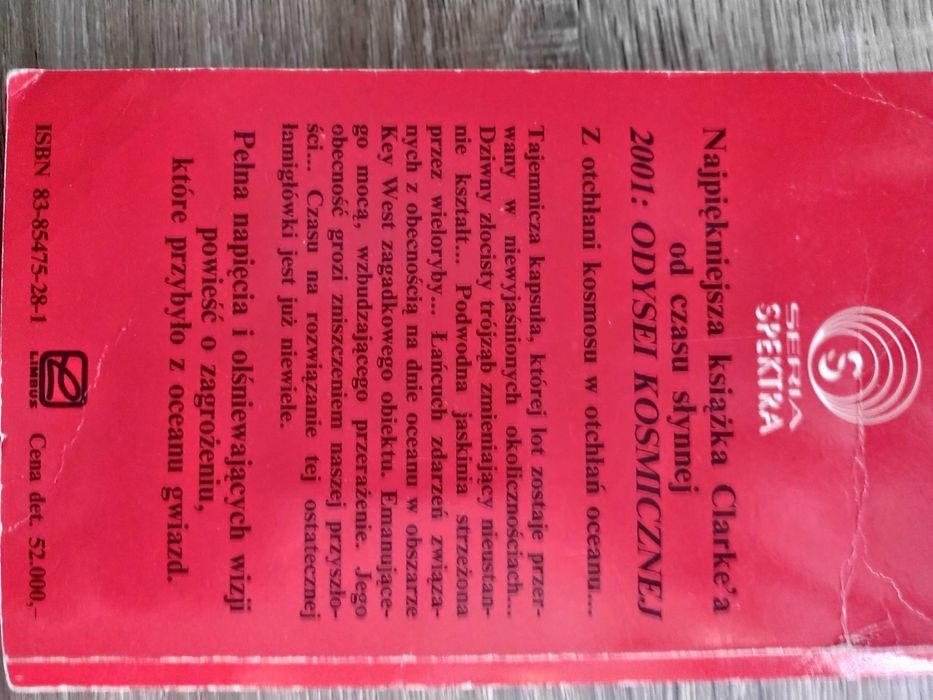 S
SERIA
SPEKTRA
Najpiękniejsza książka Clarke'a
od czasu słynnej
2001: ODYSEI KOSMICZNEJ
Z otchłani kosmosu w otchłań oceanu...
Tajemnicza kapsuła, której lot zostaje przer-
wany w niewyjaśnionych okolicznościach...
Dziwny złocisty trójząb zmieniający nieustan-
nie kształt... Podwodna jaskinia strzeżona
przez wieloryby... Łańcuch zdarzeń związa-
nych z obecnością na dnie oceanu w obszarze
Key West zagadkowego obiektu. Emanujące-
go mocą, wzbudzającego przerażenie. Jego
obecność grozi zniszczeniem naszej przyszło-
ści... Czasu na rozwiązanie tej ostatecznej
łamigłówki jest już niewiele.
Pełna napięcia i olśniewających wizji
powieść o zagrożeniu,
które przybyło z oceanu gwiazd.
ISBN 83-85475-28-1 LIMBUS Cena det. 52.000,-